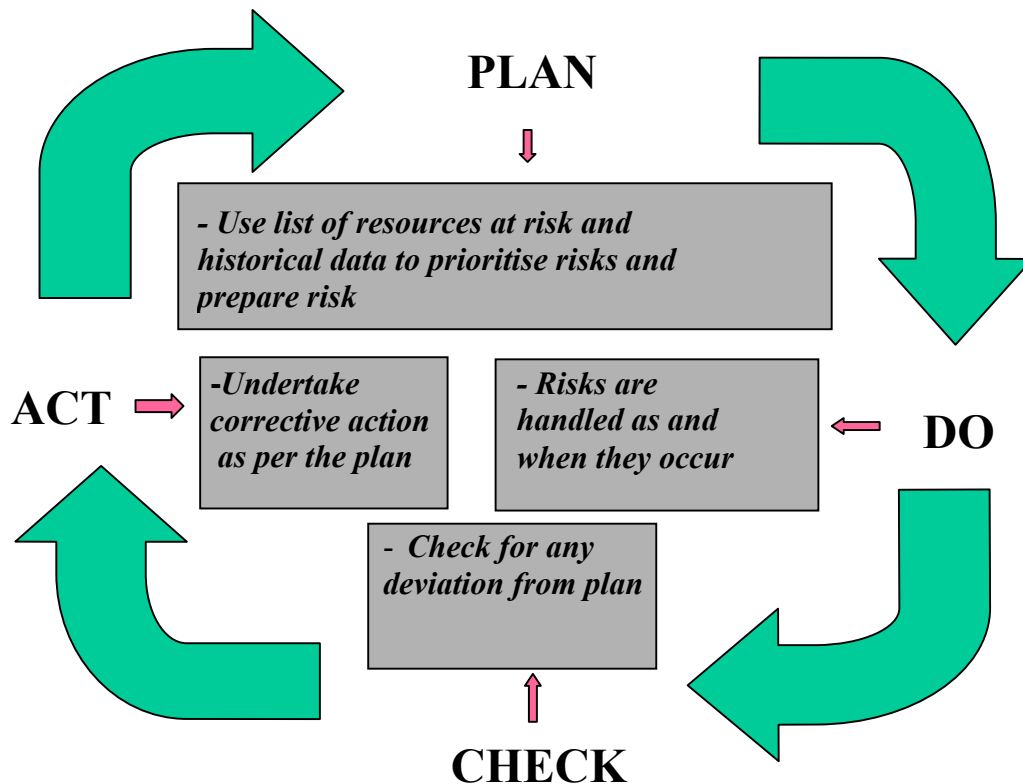 PLAN
- Use list of resources at risk and
historical data to prioritise risks and
prepare risk
ACT
-Undertake
corrective action
as per the plan
- Risks are
handled as and
when they occur
DO
- Check for any
deviation from plan
CHECK